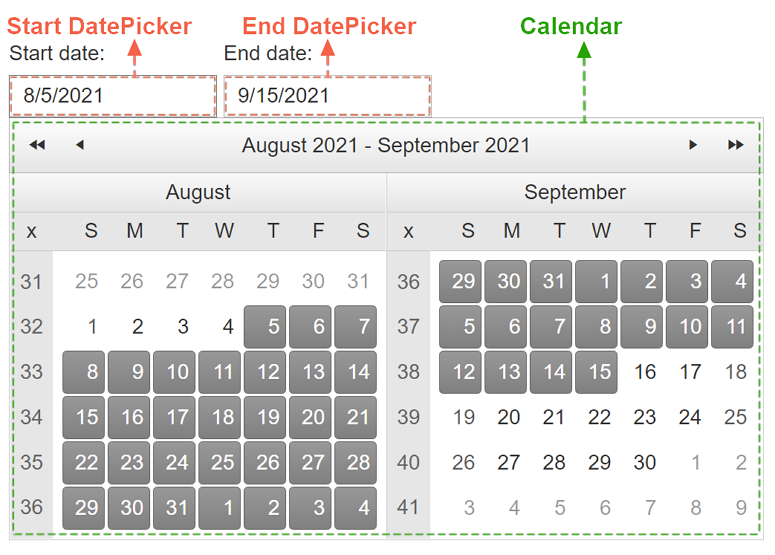 Start DatePicker End DatePicker Calendar
Start date: End date:
8/5/2021 9/15/2021
August 2021 - September 2021
August September
x S M T W T F S x S M T W T F S
31 25 26 27 28 29 30 31 36 29 30 31 1 2 3 4
32 1 2 3 4 5 6 7 37 5 6 7 8 9 10 11
33 8 9 10 11 12 13 14 38 12 13 14 15 16 17 18
34 15 16 17 18 19 20 21 39 19 20 21 22 23 24 25
35 22 23 24 25 26 27 28 40 26 27 28 29 30 1 2
36 29 30 31 1 2 3 4 41 3 4 5 6 7 8 9